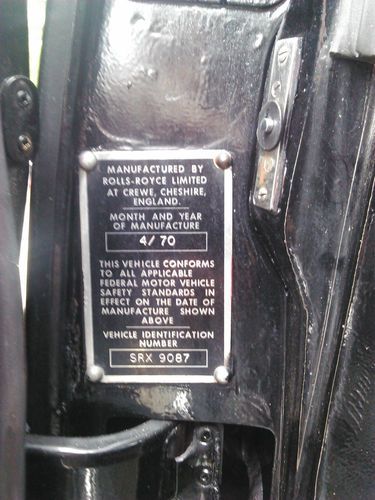 MANUFACTURED BY
ROLLS-ROYCE LIMITED
AT CREWE, CHESHIRE,
ENGLAND.
MONTH AND YEAR
OF MANUFACTURE
4/70
THIS VEHICLE CONFORMS
TO ALL APPLICABLE
FEDERAL MOTOR VEHICLE
SAFETY STANDARDS IN
EFFECT ON THE DATE OF
MANUFACTURE SHOWN
ABOVE
VEHICLE IDENTIFICATION
NUMBER
SRX 9087